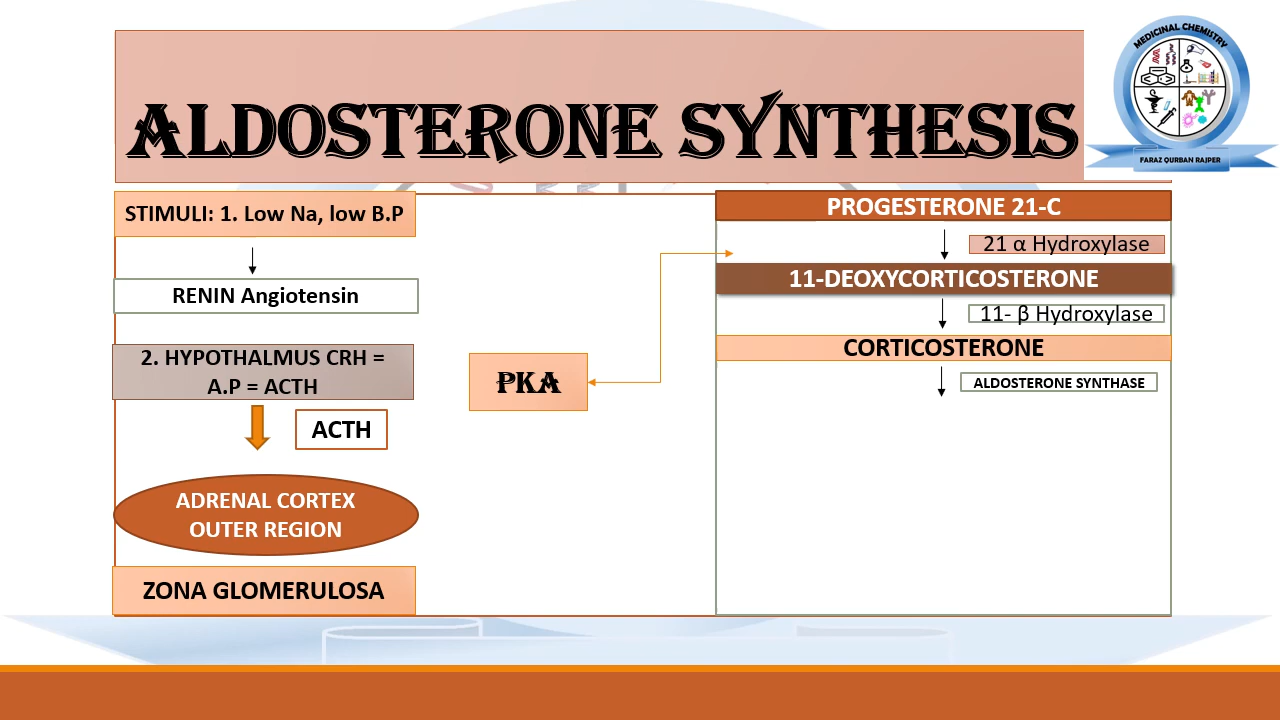 ALDOSTERONE SYNTHESIS
MEDICINAL CHEMISTRY
FARAZ QURBAN RAJPER
STIMULI: 1. Low Na, low B.P
RENIN Angiotensin
2. HYPOTHALMUS CRH =
A.P = ACTH
ACTH
ADRENAL CORTEX
OUTER REGION
ZONA GLOMERULOSA
PKA
PROGESTERONE 21-C
21 α Hydroxylase
11-DEOXYCORTICOSTERONE
11- β Hydroxylase
CORTICOSTERONE
ALDOSTERONE SYNTHASE